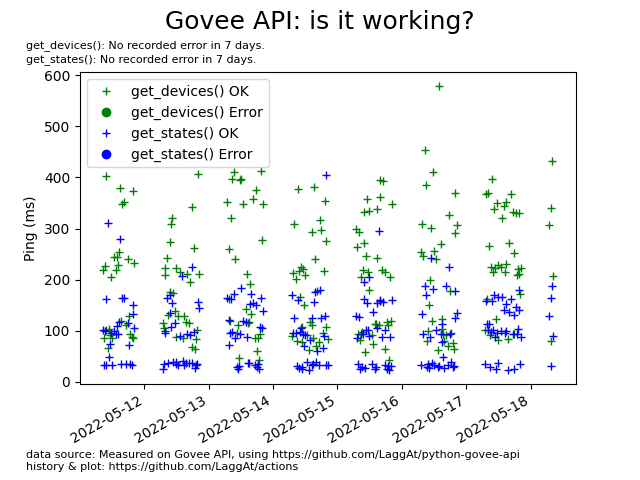 Govee API: is it working?
get_devices(): No recorded error in 7 days.
get_states(): No recorded error in 7 days.
600
500
400
300
200
100
0
Ping (ms)
get_devices() OK
get_devices() Error
get_states() OK
get_states() Error
2022-05-12
2022-05-13
2022-05-14
2022-05-15
2022-05-16
2022-05-17
2022-05-18
data source: Measured on Govee API, using https://github.com/LaggAt/python-govee-api
history & plot: https://github.com/LaggAt/actions